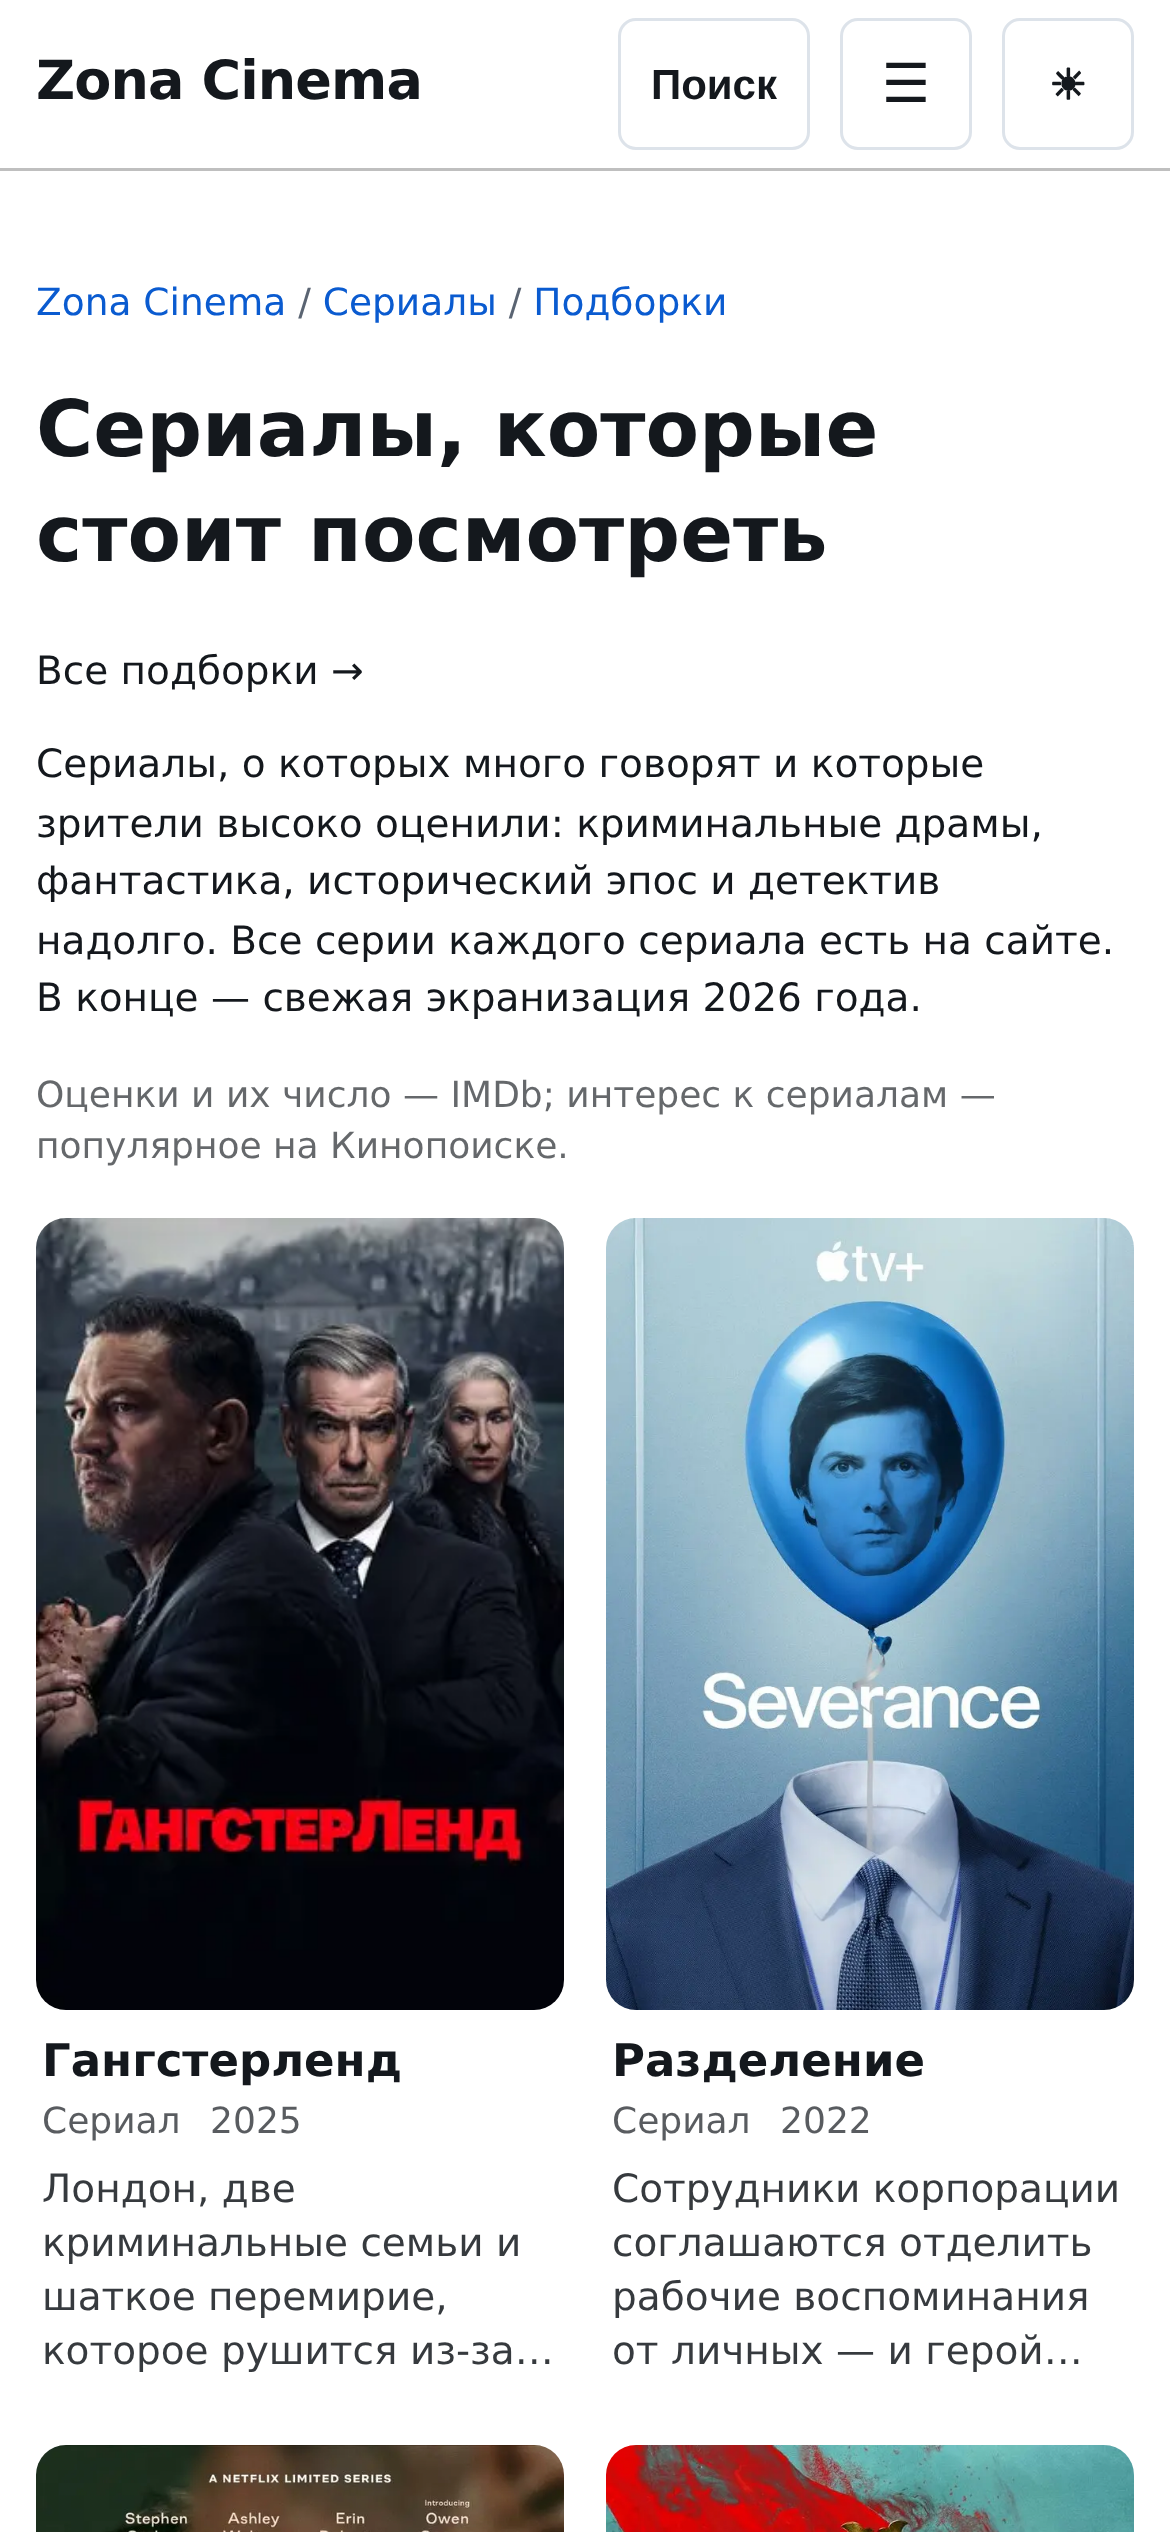 Zona Cinema
Поиск
Zona Cinema / Сериалы / Подборки
Сериалы, которые
стоит посмотреть
Все подборки →
Сериалы, о которых много говорят и которые
зрители высоко оценили: криминальные драмы,
фантастика, исторический эпос и детектив
надолго. Все серии каждого сериала есть на сайте.
В конце — свежая экранизация 2026 года.
Оценки и их число — IMDb; интерес к сериалам —
популярное на Кинопоиске.
ГАНГСТЕРЛЕНД
tv+
Severance
Гангстерленд
Сериал 2025
Лондон, две
криминальные семьи и
шаткое перемирие,
которое рушится из-за...
Разделение
Сериал 2022
Сотрудники корпорации
соглашаются отделить
рабочие воспоминания
от личных — и герой...
A NETFLIX LIMITED SERIES
Introducing
Stephen Ashley Erin Owen